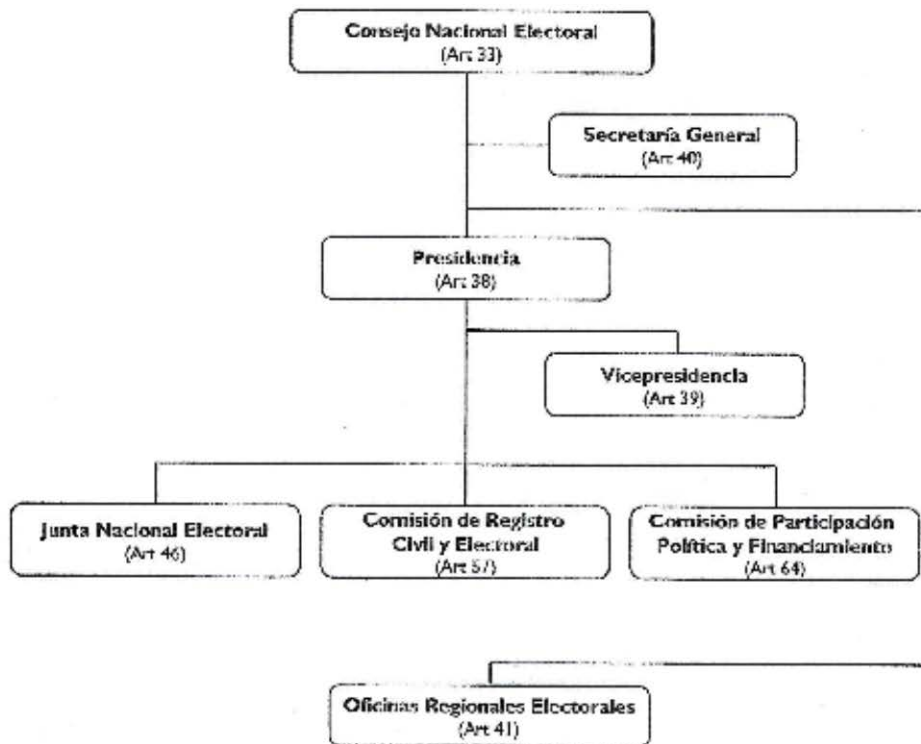 Consejo Nacional Electoral
(Art 33)
Secretaría General
(Art 40)
Presidencia
(Art 38)
Vicepresidencia
(Art 39)
Junta Nacional Electoral
(Art 46)
Comisión de Registro
Civil y Electoral
(Art 57)
Comisión de Participación
Política y Financiamiento
(Art 64)
Oficinas Regionales Electorales
(Art 41)